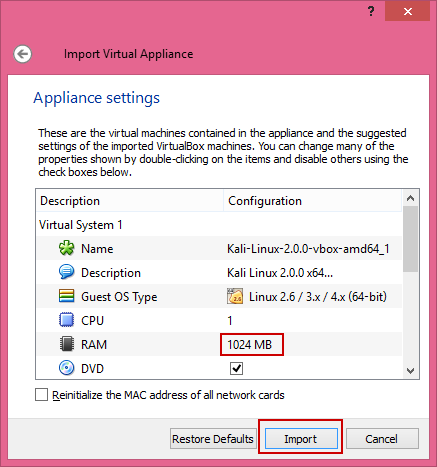 ?
Import Virtual Appliance
Appliance settings
These are the virtual machines contained in the appliance and the suggested
settings of the imported VirtualBox machines. You can change many of the
properties shown by double-clicking on the items and disable others using the
check boxes below.
Description Configuration
Virtual System 1
Name Kali-Linux-2.0.0-vbox-amd64_1
Description Kali Linux 2.0.0 x64...
Guest OS Type Linux 2.6 / 3.x / 4.x (64-bit)
CPU 1
RAM 1024 MB
DVD
Reinitialize the MAC address of all network cards
Restore Defaults Import Cancel